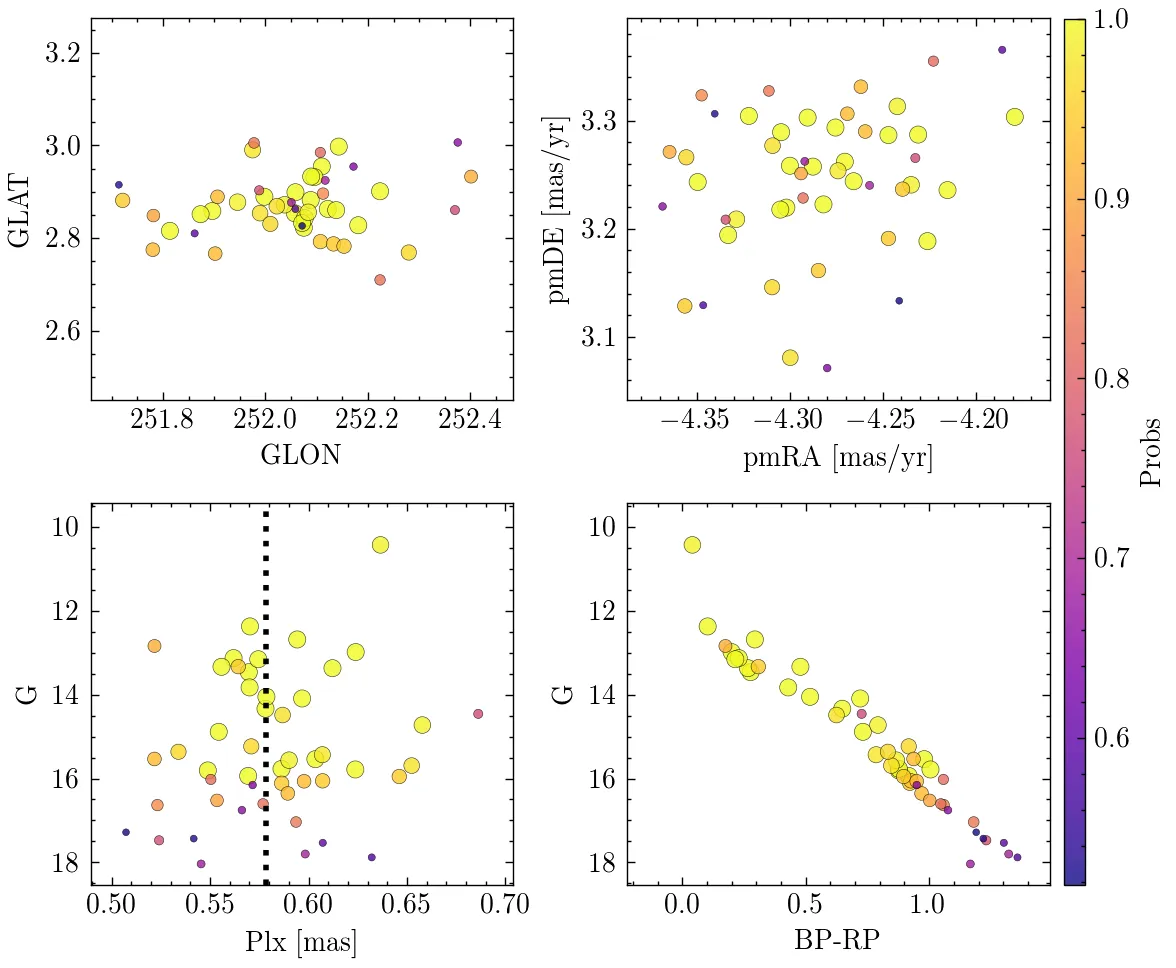 3.2
3.0
2.8
2.6
GLAT
251.8 252.0 252.2 252.4
GLON
3.3
3.2
3.1
pmDE [mas/yr]
−4.35 −4.30 −4.25 −4.20
pmRA [mas/yr]
1.0
0.9
0.8
0.7
0.6
Probs
10
12
14
16
18
G
0.50 0.55 0.60 0.65 0.70
Plx [mas]
10
12
14
16
18
G
0.0 0.5 1.0
BP-RP